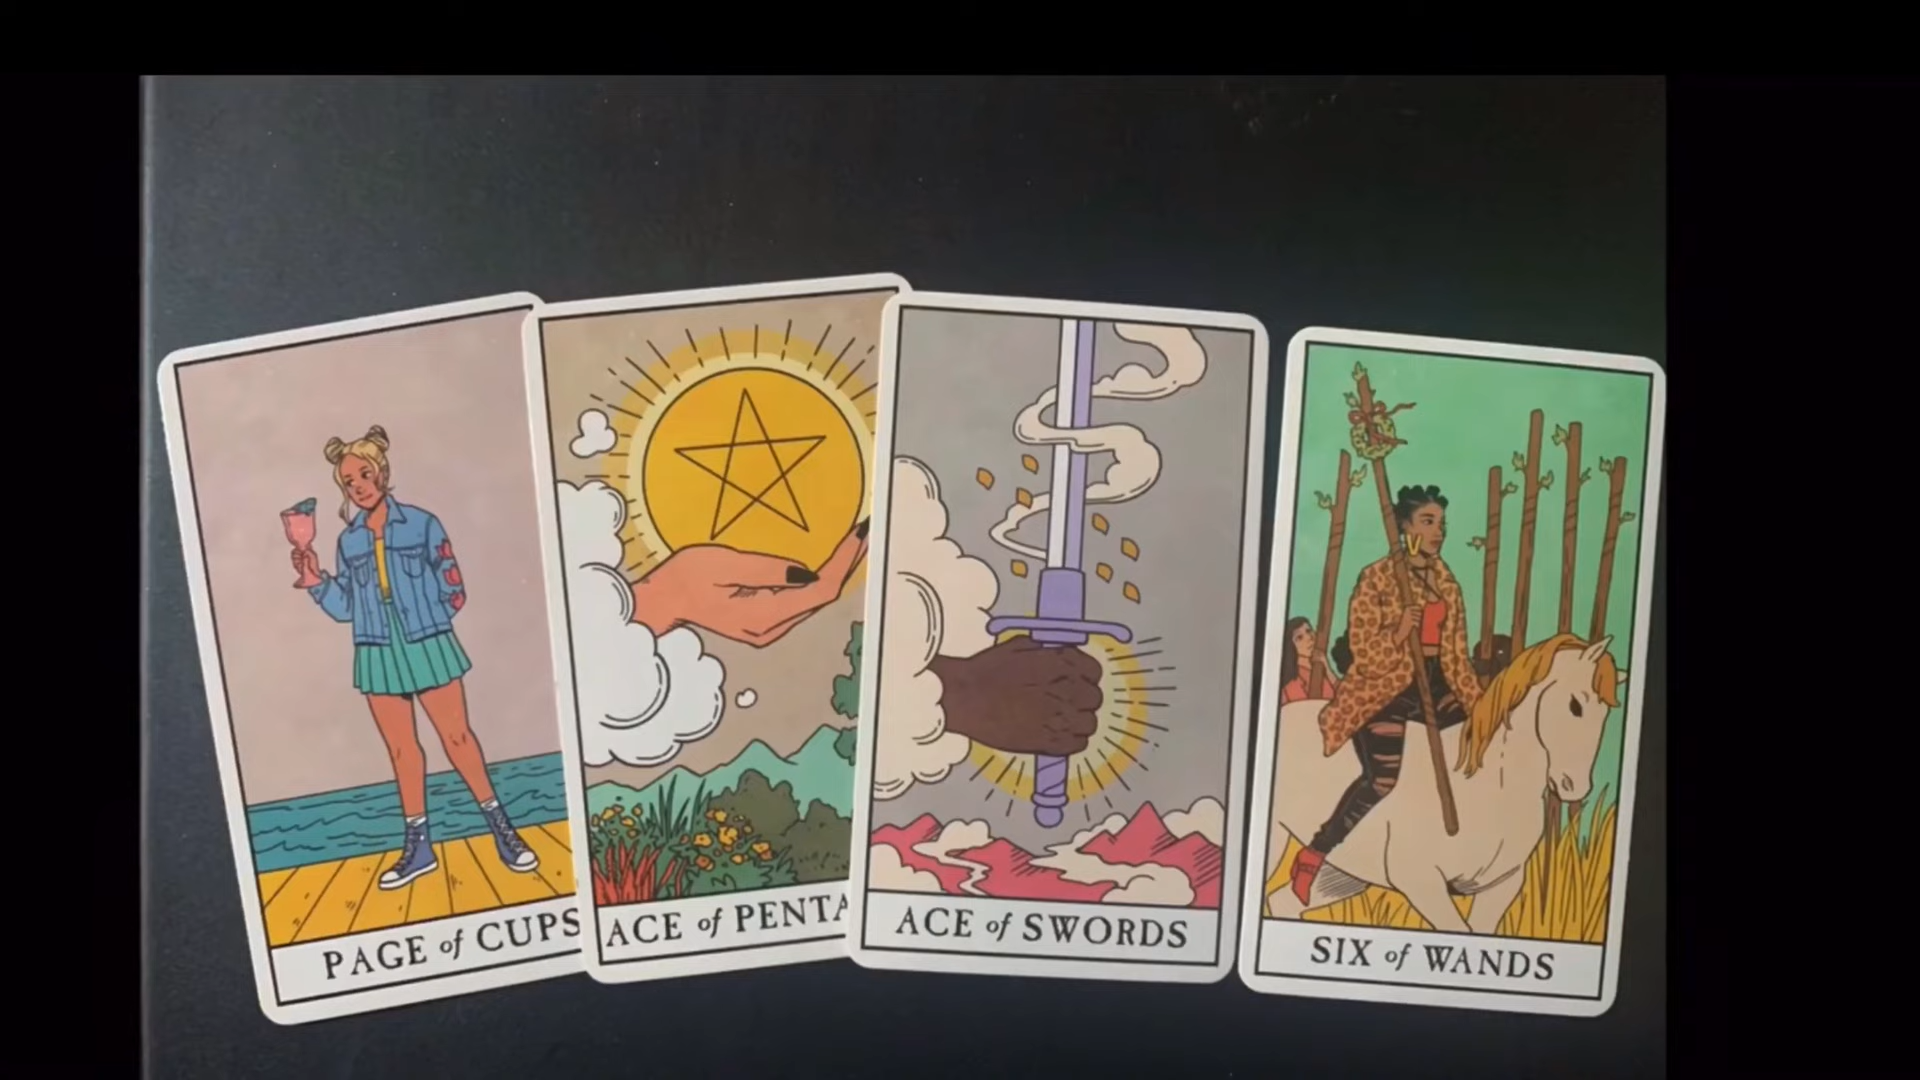 PAGE of CUPS
ACE of PENTA
ACE of SWORDS
SIX of WANDS